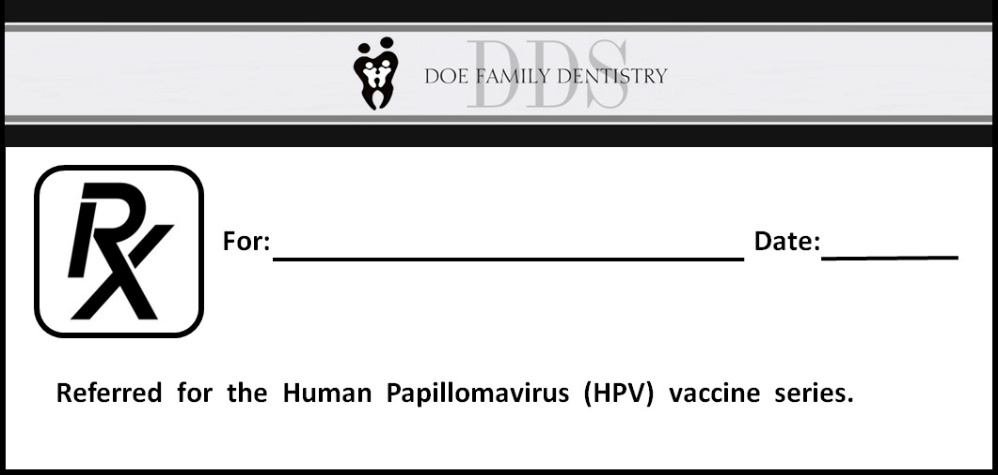 DDS
DOE FAMILY DENTISTRY
Rx
For: Date:
Referred for the Human Papillomavirus (HPV) vaccine series.